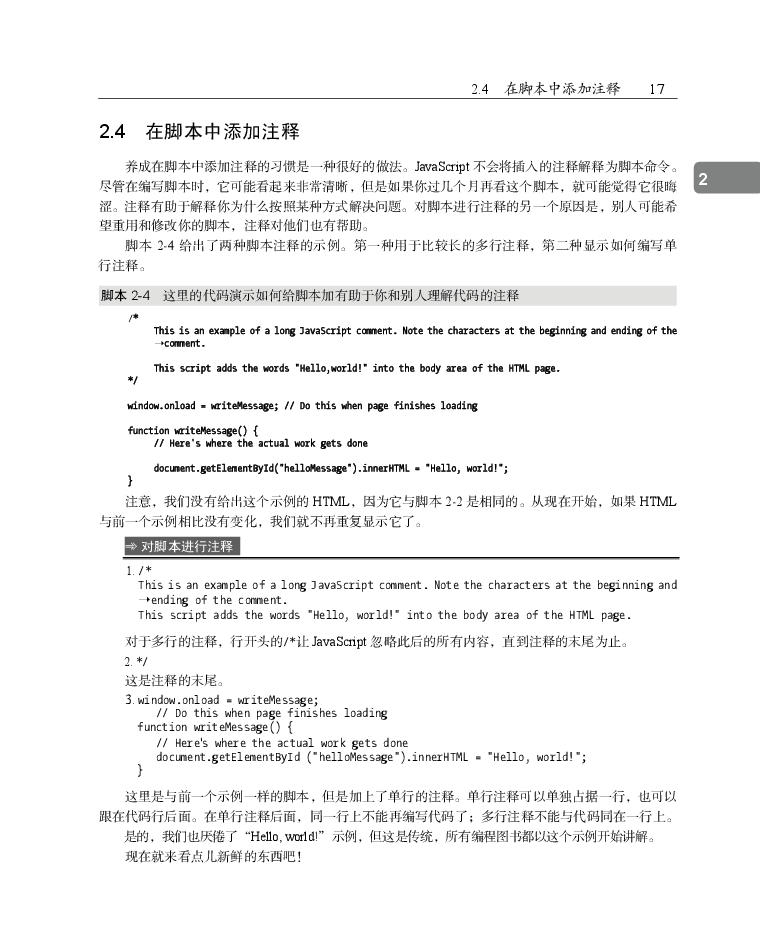 2.4 在脚本中添加注释 17
2.4 在脚本中添加注释
养成在脚本中添加注释的习惯是一种很好的做法。JavaScript 不会将插入的注释解释为脚本命令。
2
尽管在编写脚本时，它可能看起来非常清晰，但是如果你过几个月再看这个脚本，就可能觉得它很晦
涩。注释有助于解释你为什么按照某种方式解决问题。对脚本进行注释的另一个原因是，别人可能希
望重用和修改你的脚本，注释对他们也有帮助。
脚本 2-4 给出了两种脚本注释的示例。第一种用于比较长的多行注释，第二种显示如何编写单
行注释。
脚本 2-4 这里的代码演示如何给脚本加有助于你和别人理解代码的注释
/*
This is an example of a long JavaScript comment. Note the characters at the beginning and ending of the
→comment.
This script adds the words "Hello,world!" into the body area of the HTML page.
*/
window.onload = writeMessage; // Do this when page finishes loading
function writeMessage() {
// Here's where the actual work gets done
document.getElementById("helloMessage").innerHTML = "Hello, world!";
}
注意，我们没有给出这个示例的 HTML，因为它与脚本 2-2 是相同的。从现在开始，如果 HTML
与前一个示例相比没有变化，我们就不再重复显示它了。
⇒ 对脚本进行注释
1. /*
This is an example of a long JavaScript comment. Note the characters at the beginning and
→ending of the comment.
This script adds the words "Hello, world!" into the body area of the HTML page.
对于多行的注释，行开头的/*让 JavaScript 忽略此后的所有内容，直到注释的末尾为止。
2. */
这是注释的末尾。
3. window.onload = writeMessage;
// Do this when page finishes loading
function writeMessage() {
// Here's where the actual work gets done
document.getElementById ("helloMessage").innerHTML = "Hello, world!";
}
这里是与前一个示例一样的脚本，但是加上了单行的注释。单行注释可以单独占据一行，也可以
跟在代码行后面。在单行注释后面，同一行上不能再编写代码了；多行注释不能与代码同在一行上。
是的，我们也厌倦了“Hello, world!”示例，但这是传统，所有编程图书都以这个示例开始讲解。
现在就来看点儿新鲜的东西吧！